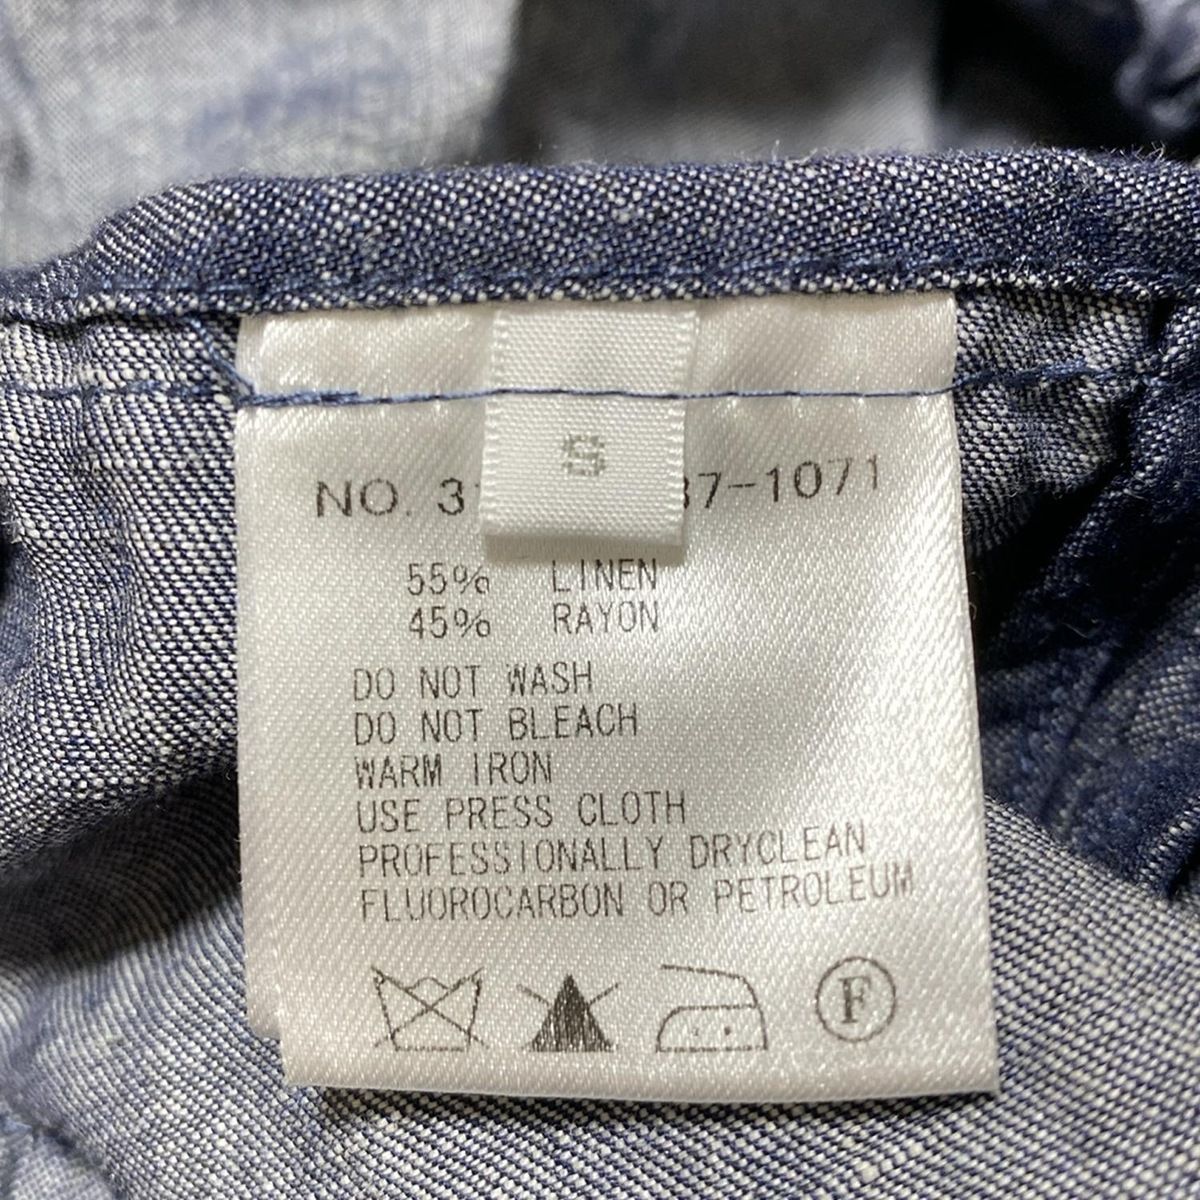 S
NO. 3 37-1071
55% LINEN
45% RAYON
DO NOT WASH
DO NOT BLEACH
WARM IRON
USE PRESS CLOTH
PROFESSIONALLY DRYCLEAN
FLUOROCARBON OR PETROLEUM
F